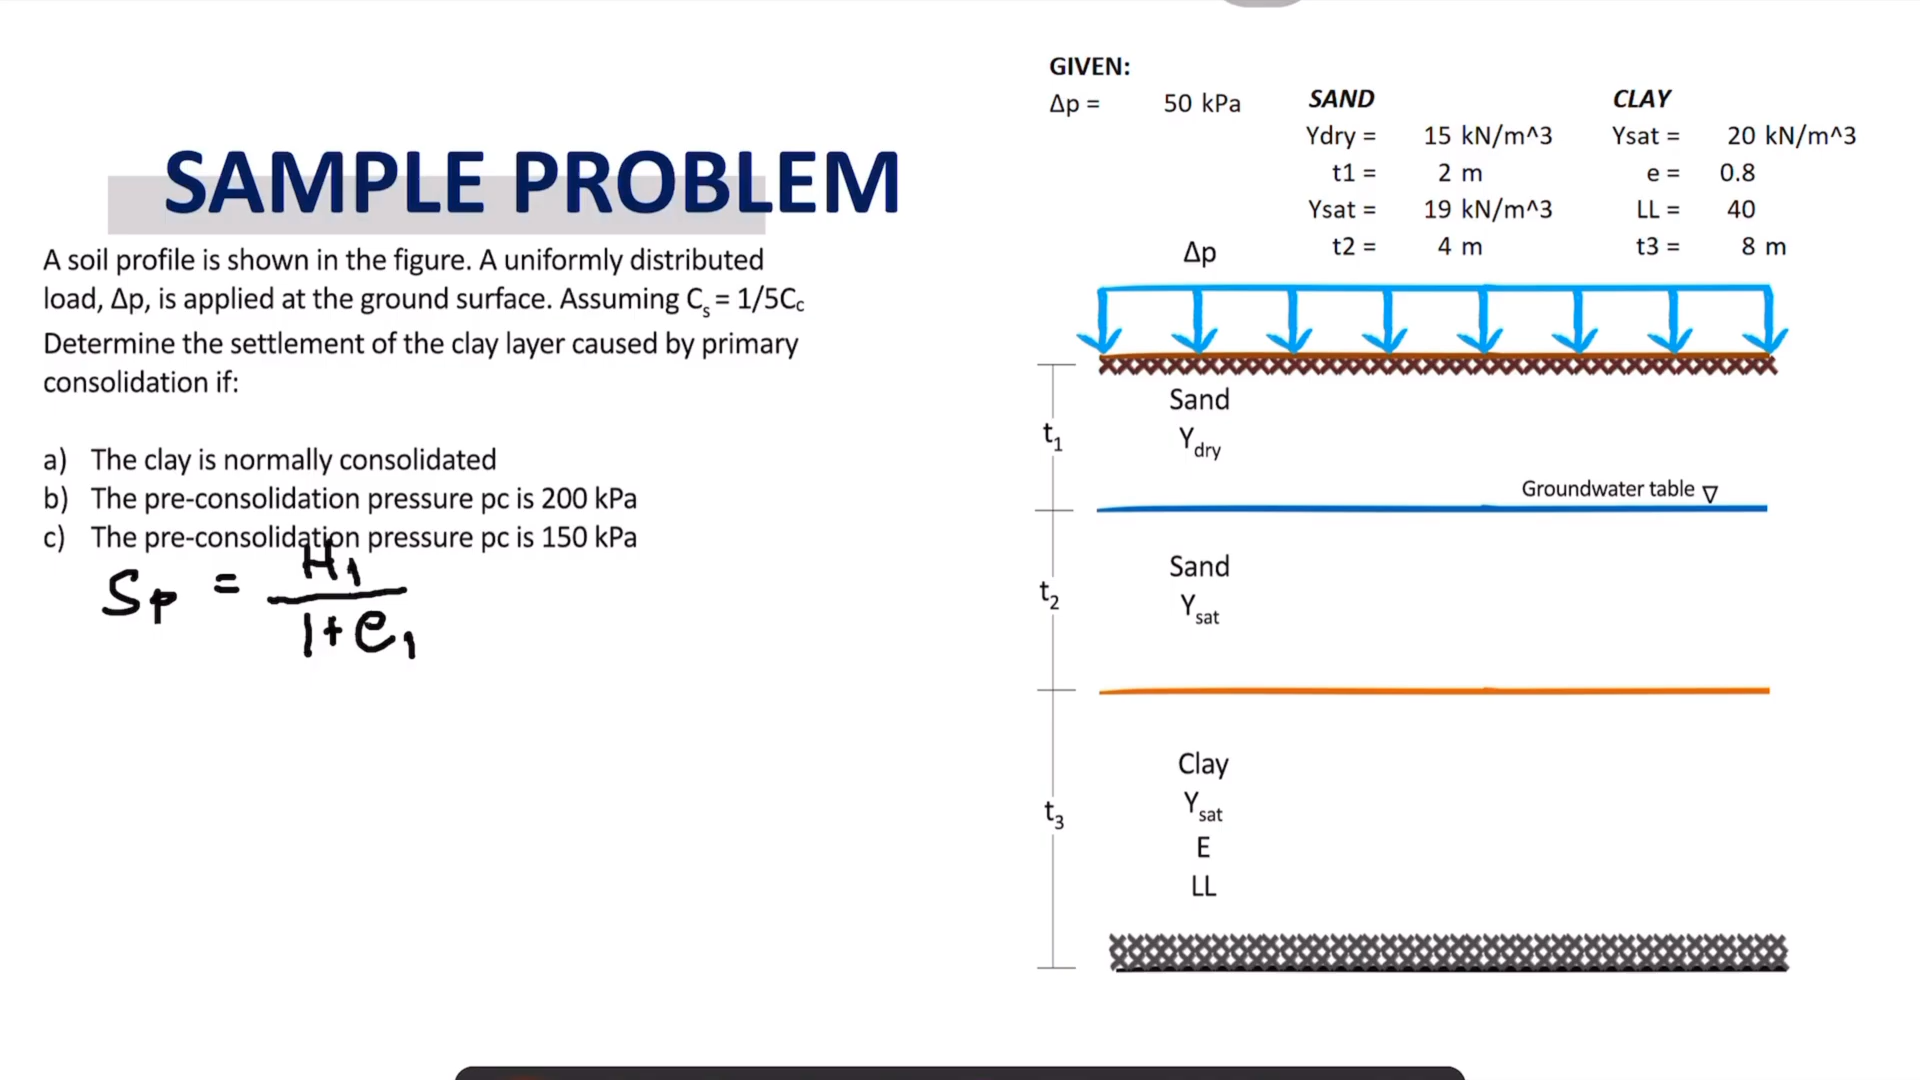 SAMPLE PROBLEM
A soil profile is shown in the figure. A uniformly distributed
load, Δp, is applied at the ground surface. Assuming Cs = 1/5Cc
Determine the settlement of the clay layer caused by primary
consolidation if:
a) The clay is normally consolidated
b) The pre-consolidation pressure pc is 200 kPa
c) The pre-consolidation pressure pc is 150 kPa
Sp = H1
1+e1
GIVEN:
Δp = 50 kPa
SAND
Ydry = 15 kN/m^3
t1 = 2 m
Ysat = 19 kN/m^3
t2 = 4 m
CLAY
Ysat = 20 kN/m^3
e = 0.8
LL = 40
t3 = 8 m
Δp
t1
Sand
Ydry
Groundwater table
t2
Sand
Ysat
t3
Clay
Ysat
E
LL